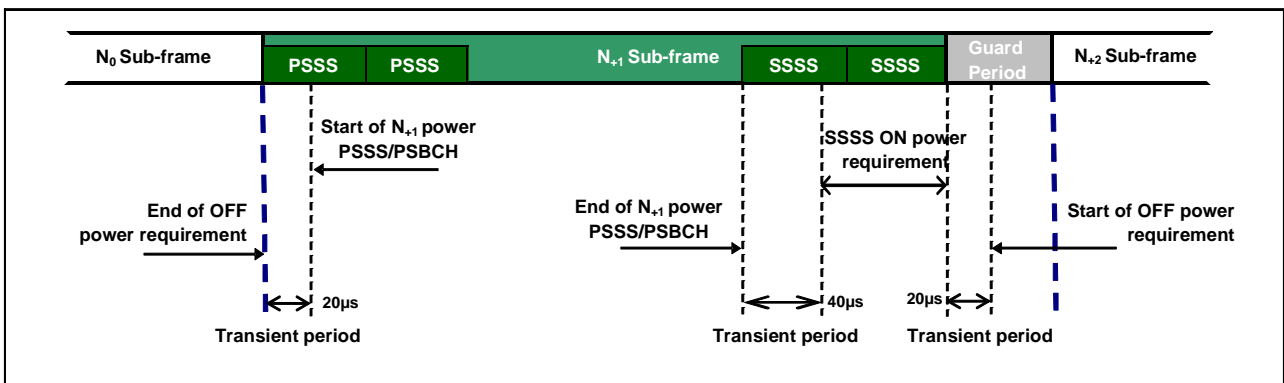 N₀ Sub-frame
PSSS
PSSS
N₊₁ Sub-frame
SSSS
SSSS
Guard
Period
N₊₂ Sub-frame
Start of N₊₁ power
PSSS/PSBCH
SSSS ON power
requirement
End of OFF
power requirement
End of N₊₁ power
PSSS/PSBCH
Start of OFF power
requirement
20µs
40µs
20µs
Transient period
Transient period
Transient period